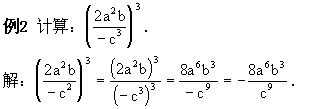 例2 计算：(2a²b / -c³)³．
解：(2a²b / -c²)³ = (2a²b)³ / (-c³)³ = 8a⁶b³ / -c⁹ = - 8a⁶b³ / c⁹．